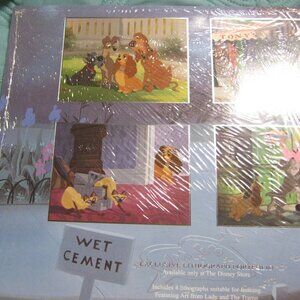 TONY'S
WET
CEMENT
EXCLUSIVE LITHOGRAPH PORTFOLIO
Available only at The Disney Store
Includes 4 lithographs suitable for framing
Featuring Art from Lady and the Tramp